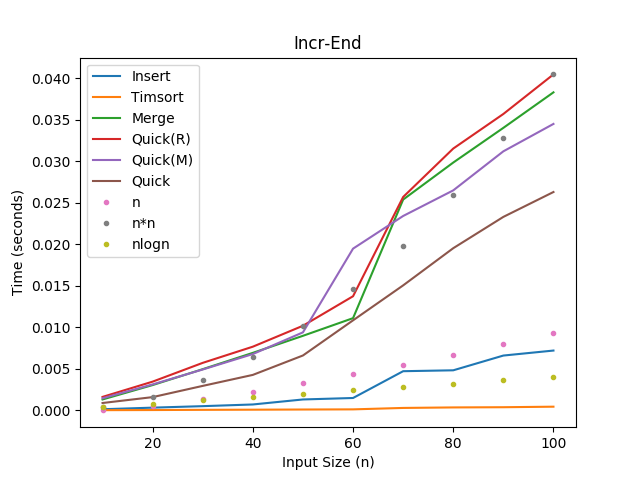 Incr-End
0.040
0.035
0.030
0.025
0.020
0.015
0.010
0.005
0.000
Time (seconds)
Insert
Timsort
Merge
Quick(R)
Quick(M)
Quick
n
n*n
nlogn
20 40 60 80 100
Input Size (n)